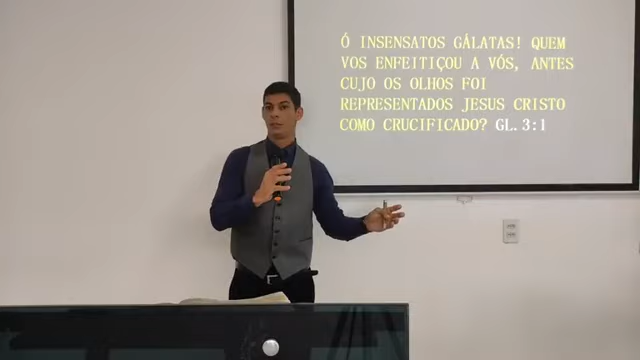 Ó INSENSATOS GÁLATAS! QUEM
VOS ENFEITIÇOU A VÓS, ANTES
CUJO OS OLHOS FOI
REPRESENTADOS JESUS CRISTO
COMO CRUCIFICADO? GL.3:1